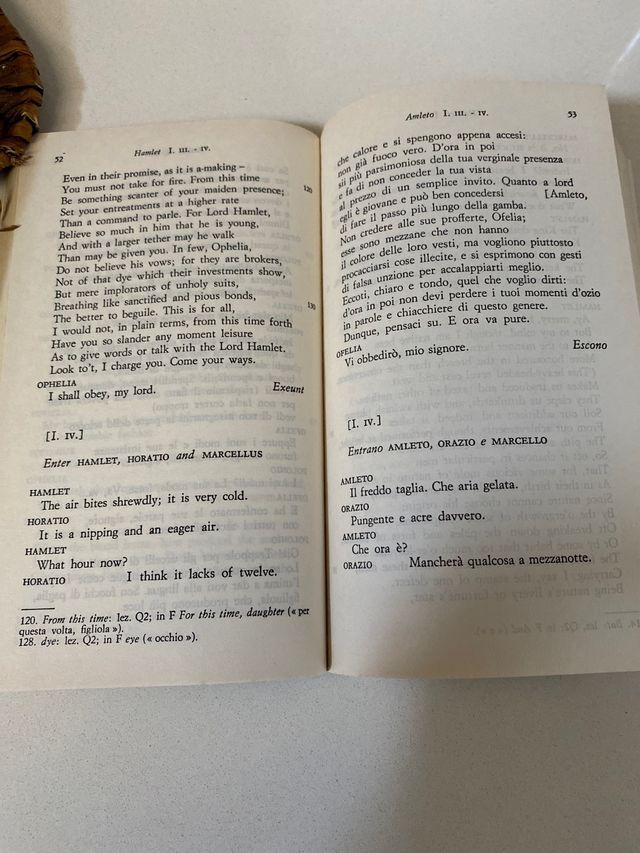 52 Hamlet I. III. - IV.
Even in their promise, as it is a-making –
You must not take for fire. From this time 120
Be something scanter of your maiden presence;
Set your entreatments at a higher rate
Than a command to parle. For Lord Hamlet,
Believe so much in him that he is young,
And with a larger tether may he walk
Than may be given you. In few, Ophelia,
Do not believe his vows; for they are brokers,
Not of that dye which their investments show,
But mere implorators of unholy suits,
Breathing like sanctified and pious bonds, 130
The better to beguile. This is for all,
I would not, in plain terms, from this time forth
Have you so slander any moment leisure
As to give words or talk with the Lord Hamlet.
Look to't, I charge you. Come your ways.
OPHELIA
I shall obey, my lord. Exeunt
[I. IV.]
Enter HAMLET, HORATIO and MARCELLUS
HAMLET
The air bites shrewdly; it is very cold.
HORATIO
It is a nipping and an eager air.
HAMLET
What hour now?
HORATIO I think it lacks of twelve.
120. From this time: lez. Q2; in F For this time, daughter (« per
questa volta, figliola »).
128. dye: lez. Q2; in F eye (« occhio »).
Amleto I. III. - IV. 53
che calore e si spengono appena accesi:
non già fuoco vero. D'ora in poi
sii più parsimoniosa della tua verginale presenza
e fa di non conceder la tua vista
al prezzo di un semplice invito. Quanto a lord
egli è giovane e può ben concedersi [Amleto,
di fare il passo più lungo della gamba.
Non credere alle sue profferte, Ofelia;
esse sono mezzane che non hanno
il colore delle loro vesti, ma vogliono piuttosto
procacciarsi cose illecite, e si esprimono con gesti
di falsa unzione per accalappiarti meglio.
Eccoti, chiaro e tondo, quel che voglio dirti:
d'ora in poi non devi perdere i tuoi momenti d'ozio
in parole e chiacchiere di questo genere.
Dunque, pensaci su. E ora va pure.
OFELIA
Vi obbedirò, mio signore. Escono
[I. IV.]
Entrano AMLETO, ORAZIO e MARCELLO
AMLETO
Il freddo taglia. Che aria gelata.
ORAZIO
Pungente e acre davvero.
AMLETO
Che ora è?
ORAZIO Mancherà qualcosa a mezzanotte.